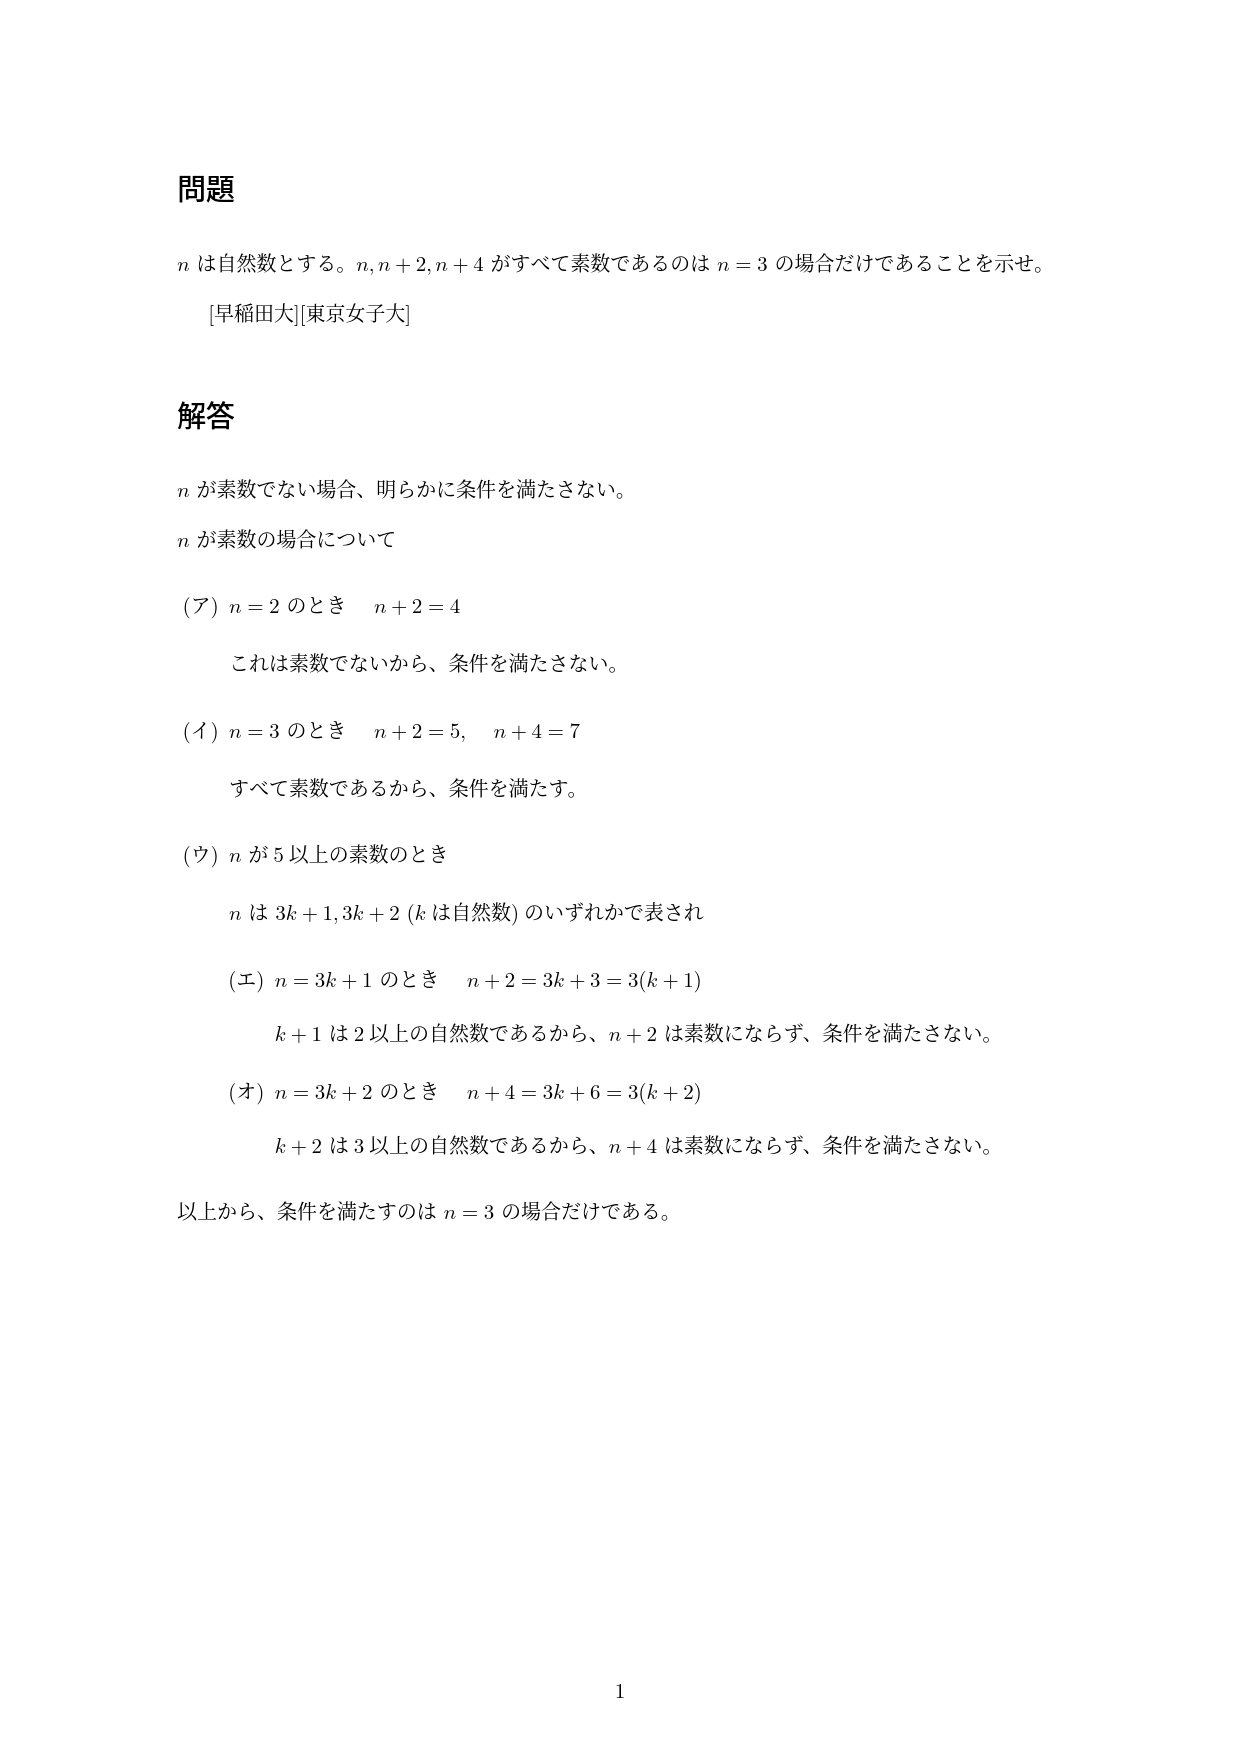 問題
n は自然数とする。n, n + 2, n + 4 がすべて素数であるのは n = 3 の場合だけであることを示せ。
[早稲田大][東京女子大]
解答
n が素数でない場合、明らかに条件を満たさない。
n が素数の場合について
（ア） n = 2 のとき　n + 2 = 4
これは素数でないから、条件を満たさない。
（イ） n = 3 のとき　n + 2 = 5,　n + 4 = 7
すべて素数であるから、条件を満たす。
（ウ） n が 5 以上の素数のとき
n は 3k + 1, 3k + 2 (k は自然数) のいずれかで表され
（エ） n = 3k + 1 のとき　n + 2 = 3k + 3 = 3(k + 1)
k + 1 は 2 以上の自然数であるから、n + 2 は素数にならず、条件を満たさない。
（オ） n = 3k + 2 のとき　n + 4 = 3k + 6 = 3(k + 2)
k + 2 は 3 以上の自然数であるから、n + 4 は素数にならず、条件を満たさない。
以上から、条件を満たすのは n = 3 の場合だけである。
1